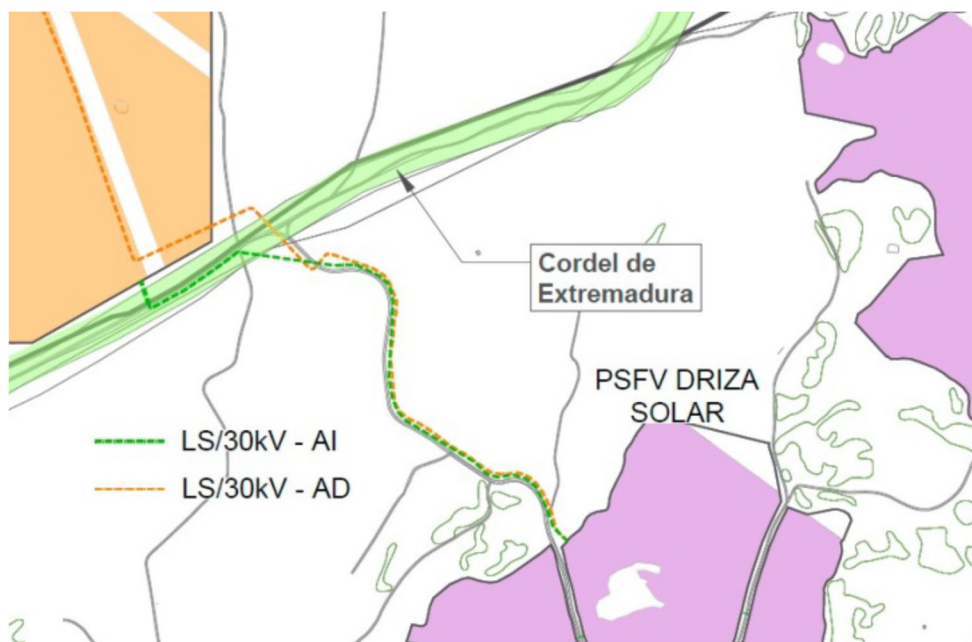 Cordel de
Extremadura
PSFV DRIZA
SOLAR
LS/30kV - AI
LS/30kV - AD